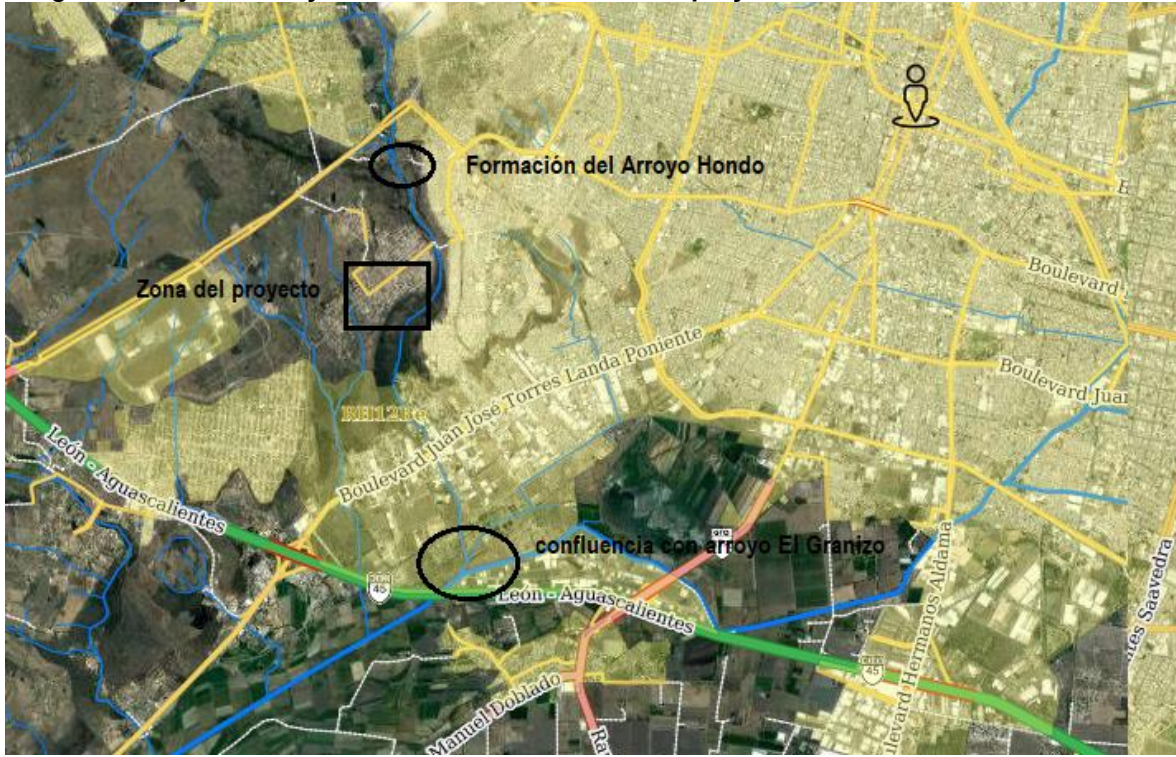 Formación del Arroyo Hondo
Zona del proyecto
Boulevard
Boulevard Juan José Torres Landa Poniente
Boulevard Juan
RH12Be
León - Aguascalientes
45
confluencia con arroyo El Granizo
León - Aguascalientes
45
Boulevard Hermanos Aldama
Manuel Doblado